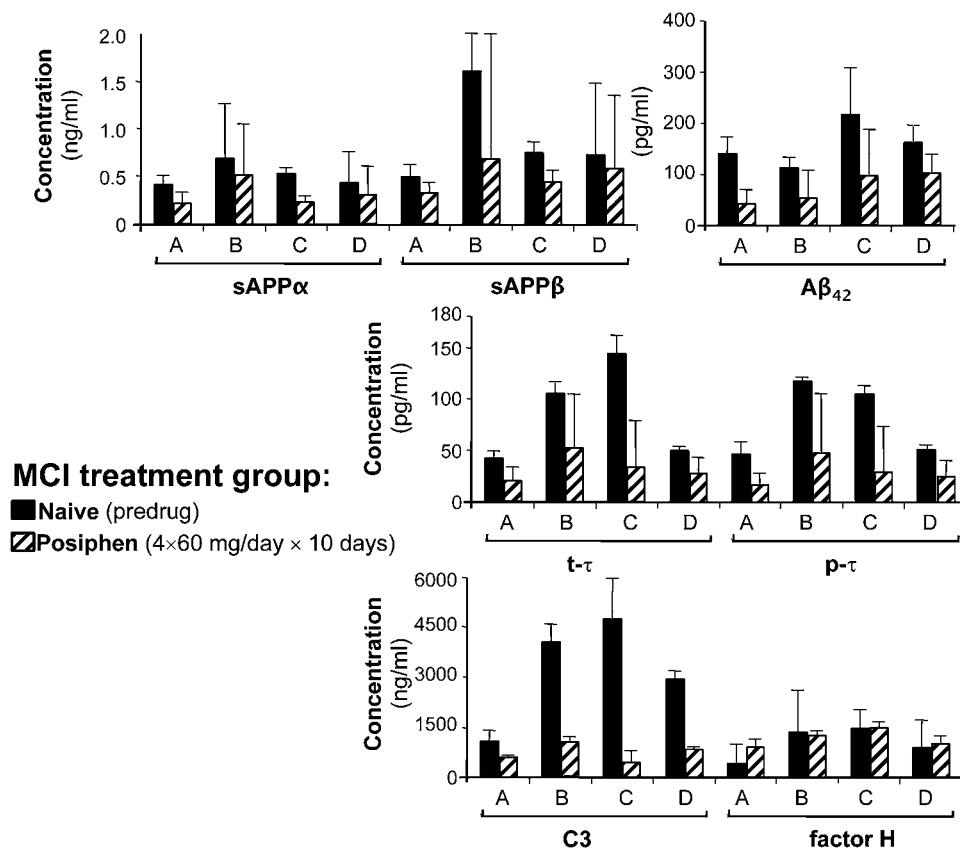 Concentration
(ng/ml)
2.0
1.5
1.0
0.5
0
A B C D A B C D
sAPPα sAPPβ
(pg/ml)
400
300
200
100
0
A B C D
Aβ42
Concentration
(pg/ml)
180
150
100
50
0
A B C D A B C D
t-τ p-τ
MCI treatment group:
Naive (predrug)
Posiphen (4×60 mg/day × 10 days)
Concentration
(ng/ml)
6000
4500
3000
1500
0
A B C D A B C D
C3 factor H